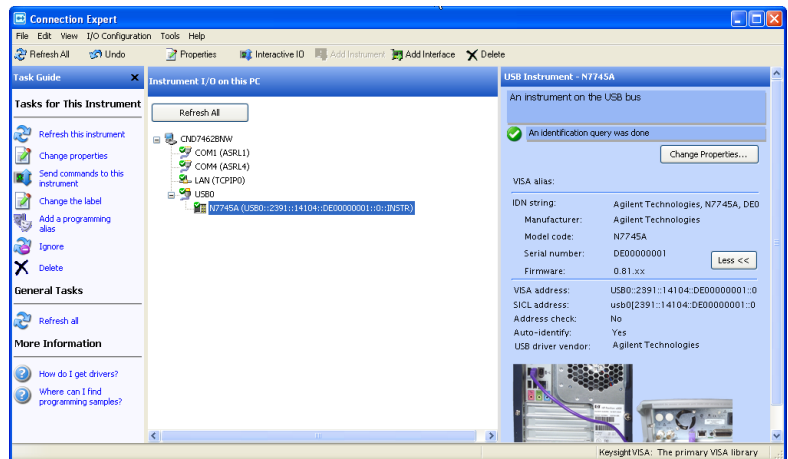 Connection Expert
File Edit View I/O Configuration Tools Help
Refresh All Undo Properties Interactive IO Add Instrument Add Interface Delete
Task Guide
Tasks for This Instrument
Refresh this instrument
Change properties
Send commands to this
instrument
Change the label
Add a programming
alias
Ignore
Delete
General Tasks
Refresh all
More Information
How do I get drivers?
Where can I find
programming samples?
Instrument I/O on this PC
Refresh All
CND7462BNW
COM1 (ASRL1)
COM4 (ASRL4)
LAN (TCPIP0)
USB0
N7745A (USB0::2391::14104::DE00000001::0::INSTR)
USB Instrument - N7745A
An instrument on the USB bus
An identification query was done
Change Properties...
VISA alias:
IDN string: Agilent Technologies, N7745A, DE0
Manufacturer: Agilent Technologies
Model code: N7745A
Serial number: DE00000001
Less <<
Firmware: 0.81.xx
VISA address: USB0::2391::14104::DE00000001::0
SICL address: usb0[2391::14104::DE00000001::0
Address check: No
Auto-identify: Yes
USB driver vendor: Agilent Technologies
Keysight VISA: The primary VISA library